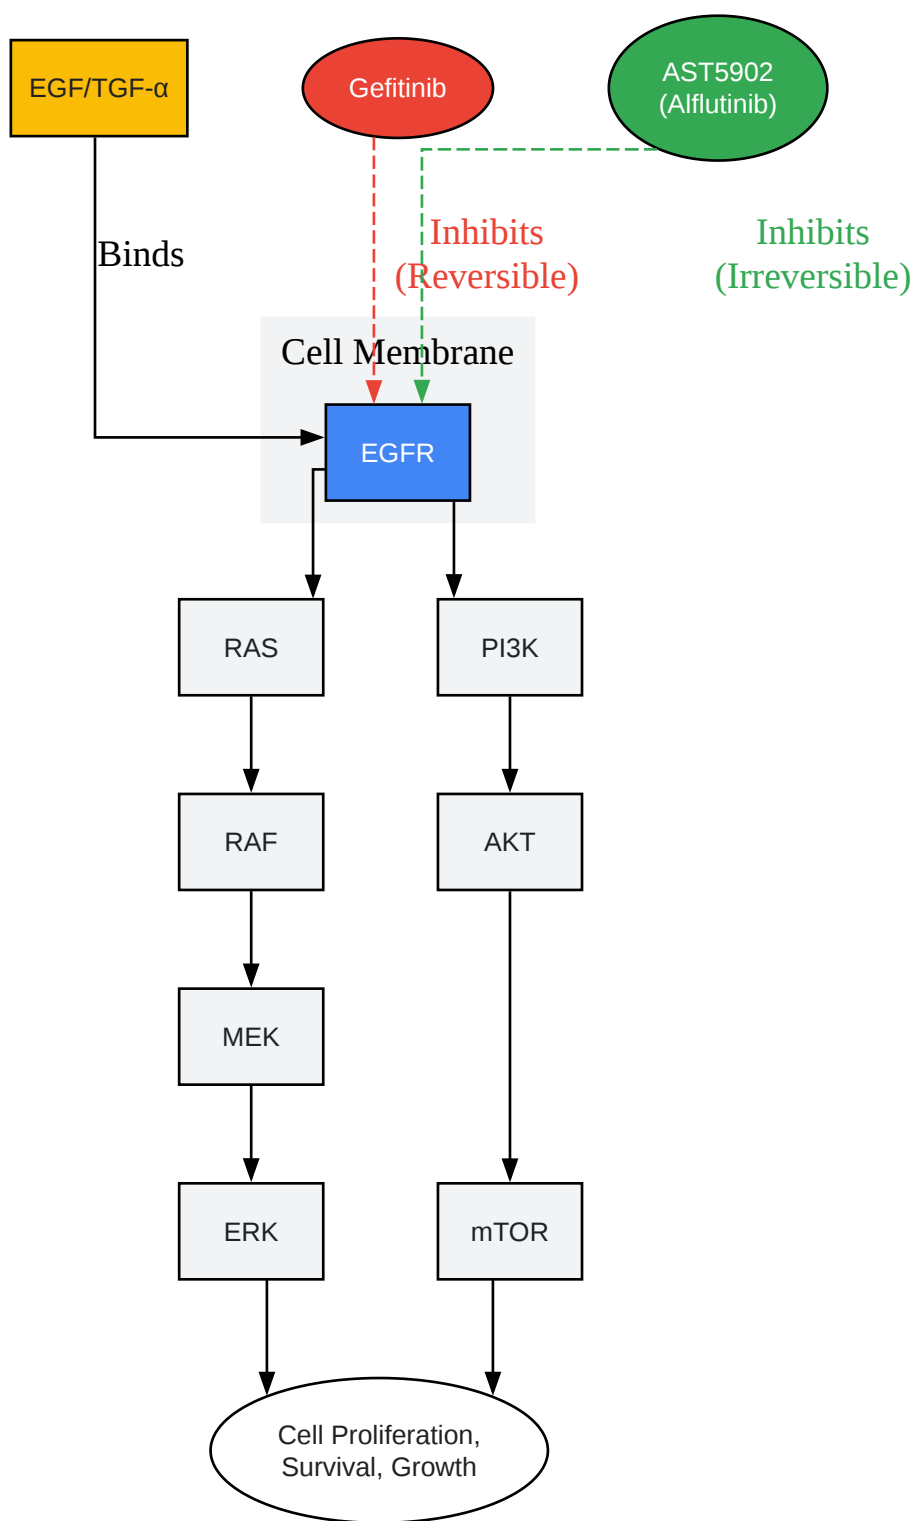 EGF/TGF-α
Gefitinib
AST5902
(Alflutinib)
Binds
Inhibits
(Reversible)
Inhibits
(Irreversible)
Cell Membrane
EGFR
RAS
PI3K
RAF
AKT
MEK
ERK
mTOR
Cell Proliferation,
Survival, Growth